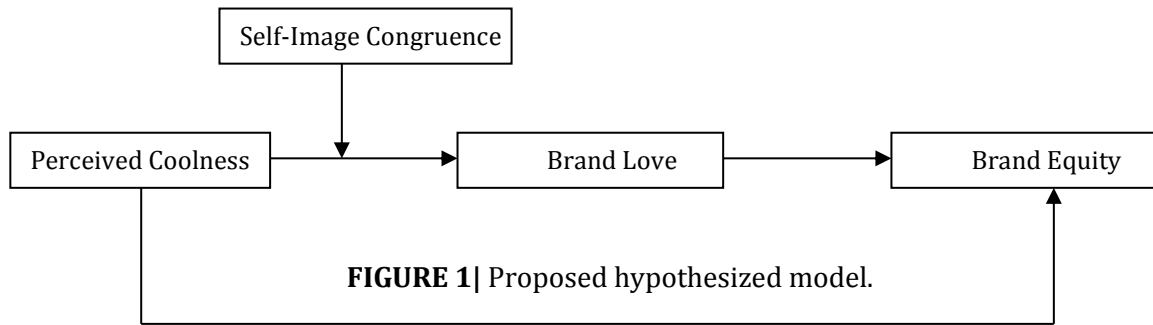 Self-Image Congruence
Perceived Coolness
Brand Love
Brand Equity
FIGURE 1| Proposed hypothesized model.